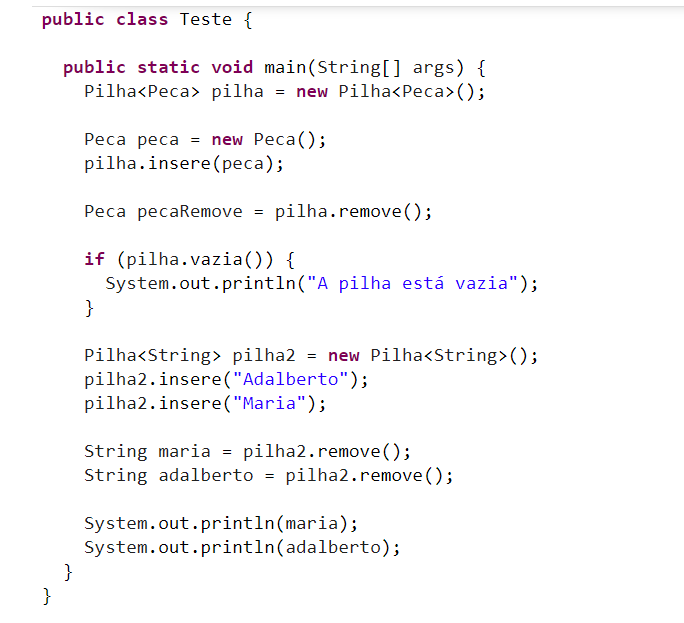 public class Teste {
public static void main(String[] args) {
Pilha<Peca> pilha = new Pilha<Peca>();
Peca peca = new Peca();
pilha.insere(peca);
Peca pecaRemove = pilha.remove();
if (pilha.vazia()) {
System.out.println("A pilha está vazia");
}
Pilha<String> pilha2 = new Pilha<String>();
pilha2.insere("Adalberto");
pilha2.insere("Maria");
String maria = pilha2.remove();
String adalberto = pilha2.remove();
System.out.println(maria);
System.out.println(adalberto);
}
}